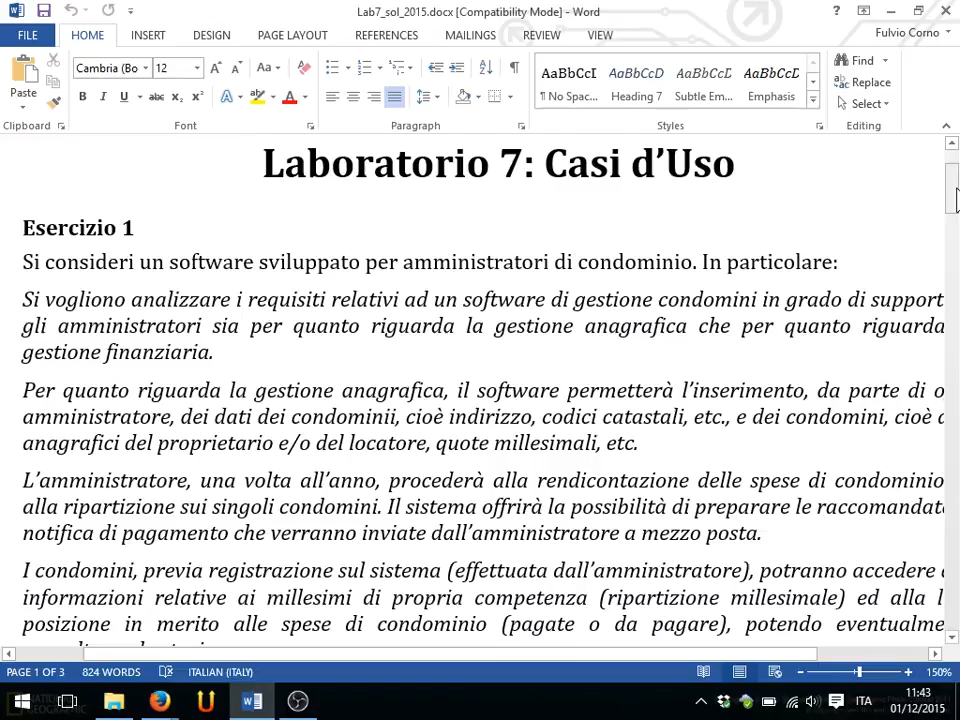 Lab7_sol_2015.docx [Compatibility Mode] - Word
FILE HOME INSERT DESIGN PAGE LAYOUT REFERENCES MAILINGS REVIEW VIEW Fulvio Corno
Cambria (Bo 12 Aa
AaBbCcI AaBbCcD AaBbCcD AaBbCcD
¶ No Spac... Heading 7 Subtle Em... Emphasis
Find
Replace
Select
Paste
B I U abc X₂ X² A A
Clipboard Font Paragraph Styles Editing
Laboratorio 7: Casi d’Uso
Esercizio 1
Si consideri un software sviluppato per amministratori di condominio. In particolare:
Si vogliono analizzare i requisiti relativi ad un software di gestione condomini in grado di support
gli amministratori sia per quanto riguarda la gestione anagrafica che per quanto riguarda
gestione finanziaria.
Per quanto riguarda la gestione anagrafica, il software permetterà l’inserimento, da parte di o
amministratore, dei dati dei condominii, cioè indirizzo, codici catastali, etc., e dei condomini, cioè
anagrafici del proprietario e/o del locatore, quote millesimali, etc.
L’amministratore, una volta all’anno, procederà alla rendicontazione delle spese di condominio
alla ripartizione sui singoli condomini. Il sistema offrirà la possibilità di preparare le raccomandat
notifica di pagamento che verranno inviate dall’amministratore a mezzo posta.
I condomini, previa registrazione sul sistema (effettuata dall’amministratore), potranno accedere
informazioni relative ai millesimi di propria competenza (ripartizione millesimale) ed alla l
posizione in merito alle spese di condominio (pagate o da pagare), potendo eventualme
PAGE 1 OF 3 824 WORDS ITALIAN (ITALY) 150%
ITA
11:43
01/12/2015